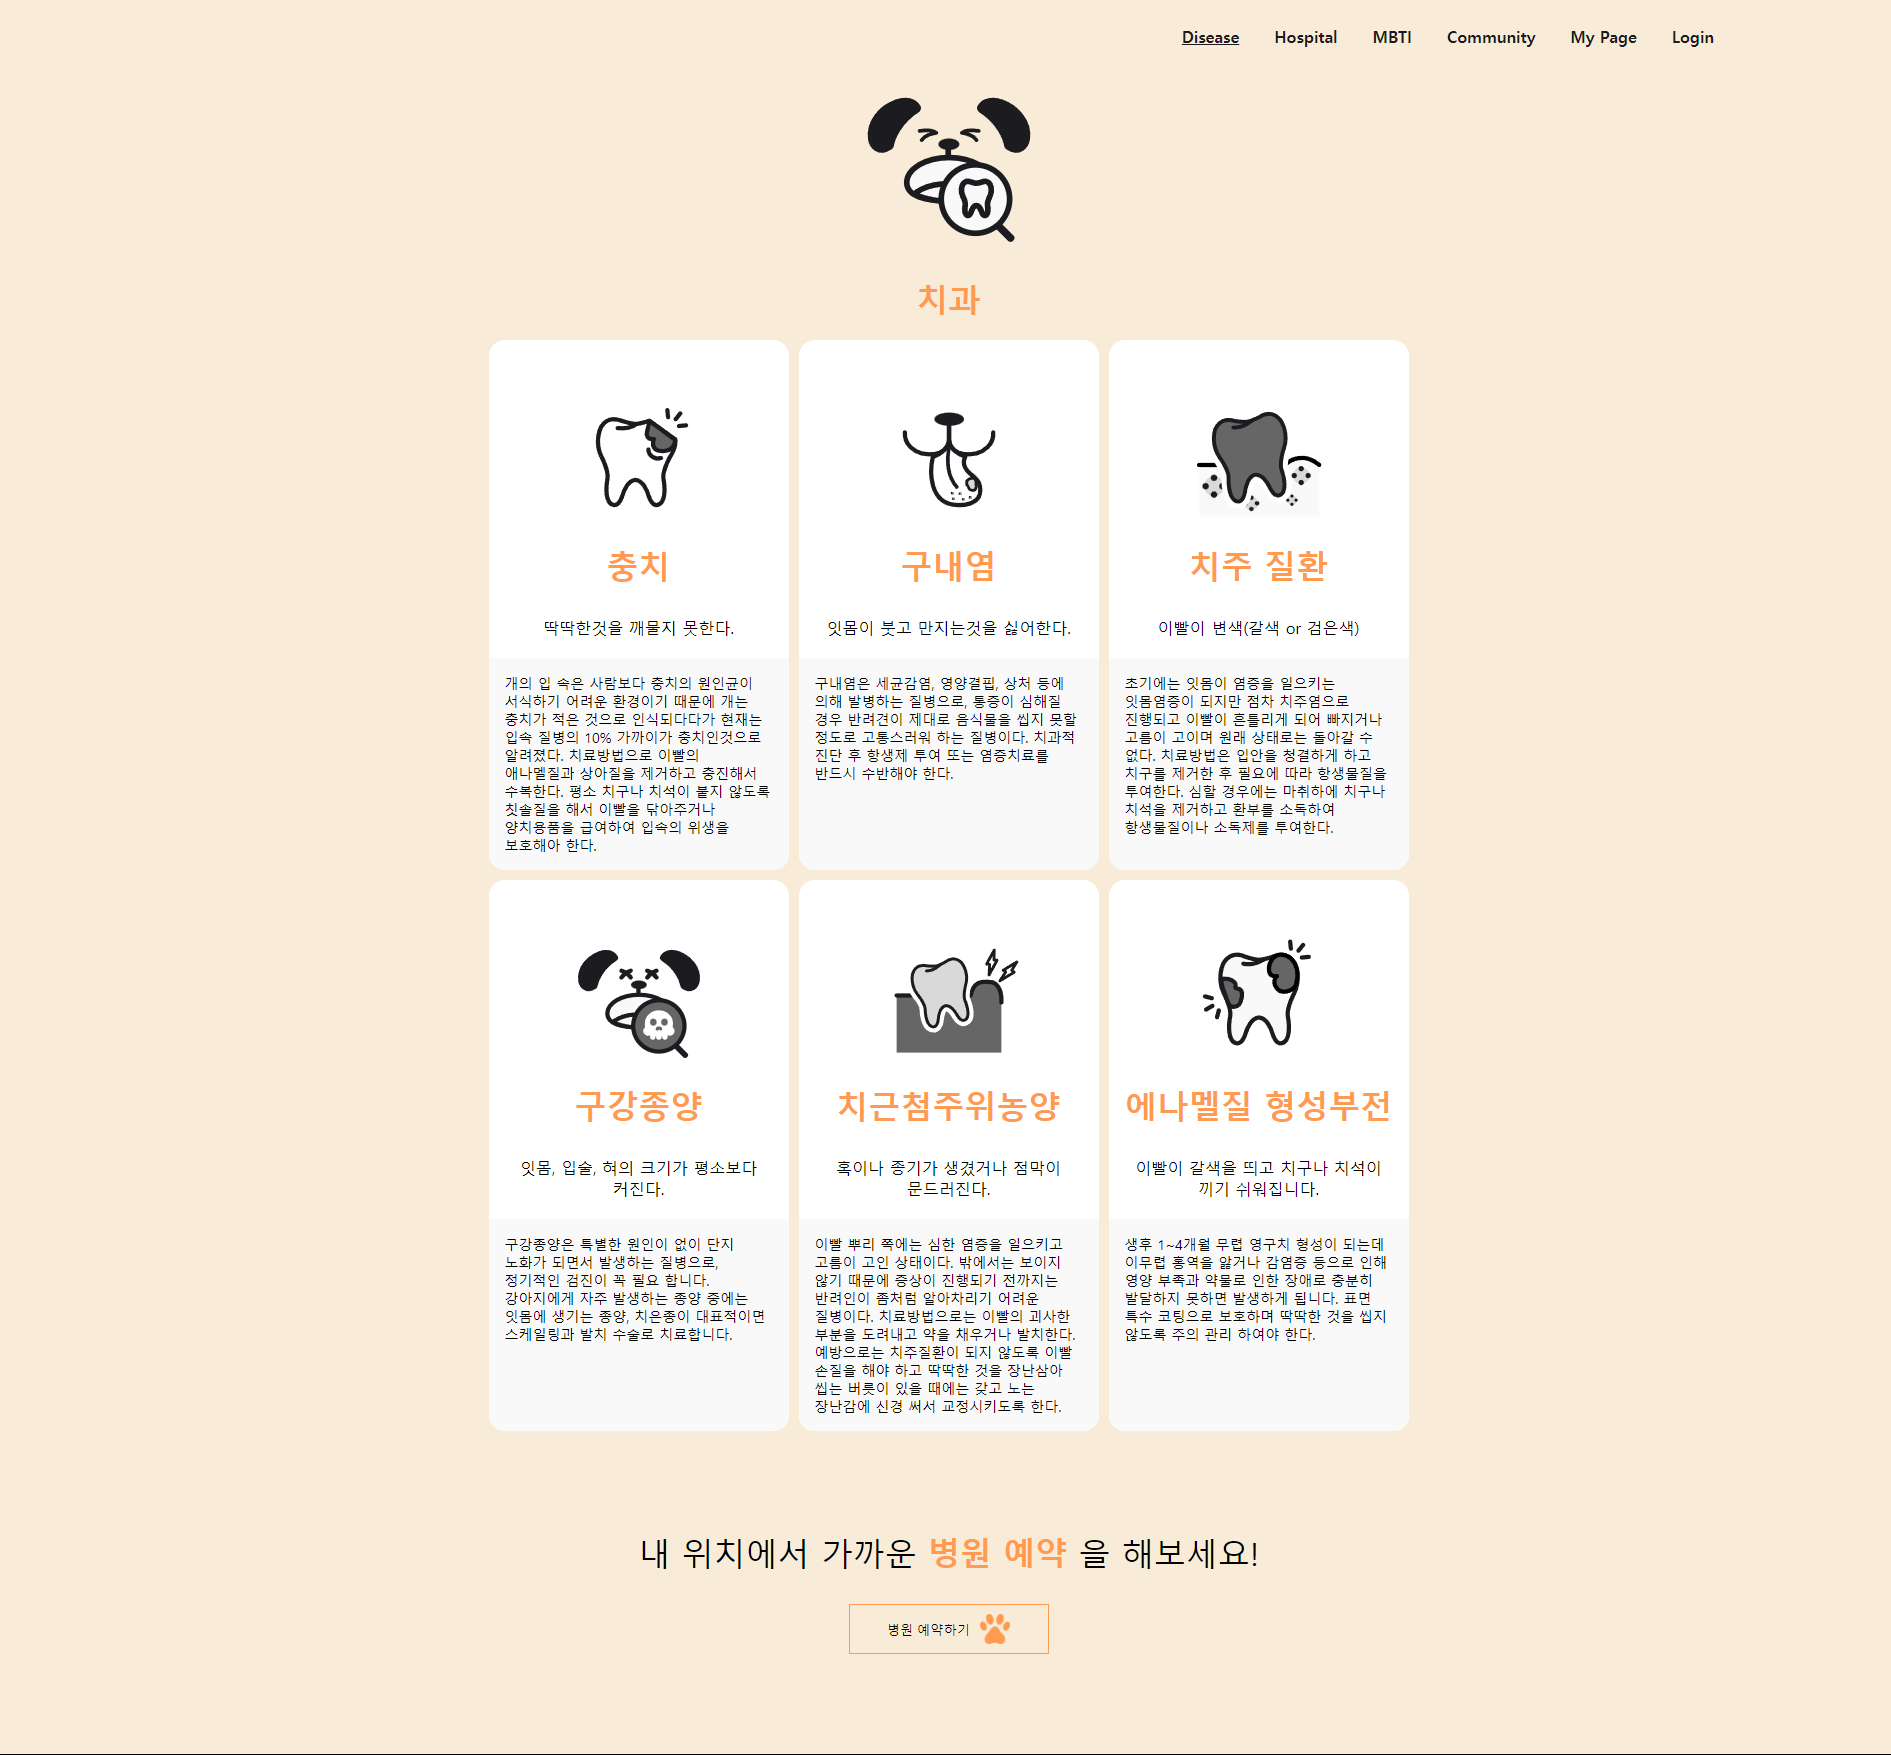 Disease Hospital MBTI Community My Page Login
치과
충치
딱딱한것을 깨물지 못한다.
개의 입 속은 사람보다 충치의 원인균이
서식하기 어려운 환경이기 때문에 개는
충치가 적은 것으로 인식되다다가 현재는
입속 질병의 10% 가까이가 충치인것으로
알려졌다. 치료방법으로 이빨의
애나멜질과 상아질을 제거하고 충진해서
수복한다. 평소 치구나 치석이 붙지 않도록
칫솔질을 해서 이빨을 닦아주거나
양치용품을 급여하여 입속의 위생을
보호해아 한다.
구내염
잇몸이 붓고 만지는것을 싫어한다.
구내염은 세균감염, 영양결핍, 상처 등에
의해 발병하는 질병으로, 통증이 심해질
경우 반려견이 제대로 음식물을 씹지 못할
정도로 고통스러워 하는 질병이다. 치과적
진단 후 항생제 투여 또는 염증치료를
반드시 수반해야 한다.
치주 질환
이빨이 변색(갈색 or 검은색)
초기에는 잇몸이 염증을 일으키는
잇몸염증이 되지만 점차 치주염으로
진행되고 이빨이 흔들리게 되어 빠지거나
고름이 고이며 원래 상태로는 돌아갈 수
없다. 치료방법은 입안을 청결하게 하고
치구를 제거한 후 필요에 따라 항생물질을
투여한다. 심할 경우에는 마취하에 치구나
치석을 제거하고 환부를 소독하여
항생물질이나 소독제를 투여한다.
구강종양
잇몸, 입술, 혀의 크기가 평소보다
커진다.
구강종양은 특별한 원인이 없이 단지
노화가 되면서 발생하는 질병으로,
정기적인 검진이 꼭 필요 합니다.
강아지에게 자주 발생하는 종양 중에는
잇몸에 생기는 종양, 치은종이 대표적이면
스케일링과 발치 수술로 치료합니다.
치근첨주위농양
혹이나 종기가 생겼거나 점막이
문드러진다.
이빨 뿌리 쪽에는 심한 염증을 일으키고
고름이 고인 상태이다. 밖에서는 보이지
않기 때문에 증상이 진행되기 전까지는
반려인이 좀처럼 알아차리기 어려운
질병이다. 치료방법으로는 이빨의 괴사한
부분을 도려내고 약을 채우거나 발치한다.
예방으로는 치주질환이 되지 않도록 이빨
손질을 해야 하고 딱딱한 것을 장난삼아
씹는 버릇이 있을 때에는 갖고 노는
장난감에 신경 써서 교정시키도록 한다.
에나멜질 형성부전
이빨이 갈색을 띄고 치구나 치석이
끼기 쉬워집니다.
생후 1~4개월 무렵 영구치 형성이 되는데
이무렵 홍역을 앓거나 감염증 등으로 인해
영양 부족과 약물로 인한 장애로 충분히
발달하지 못하면 발생하게 됩니다. 표면
특수 코팅으로 보호하며 딱딱한 것을 씹지
않도록 주의 관리 하여야 한다.
내 위치에서 가까운 병원 예약 을 해보세요!
병원 예약하기